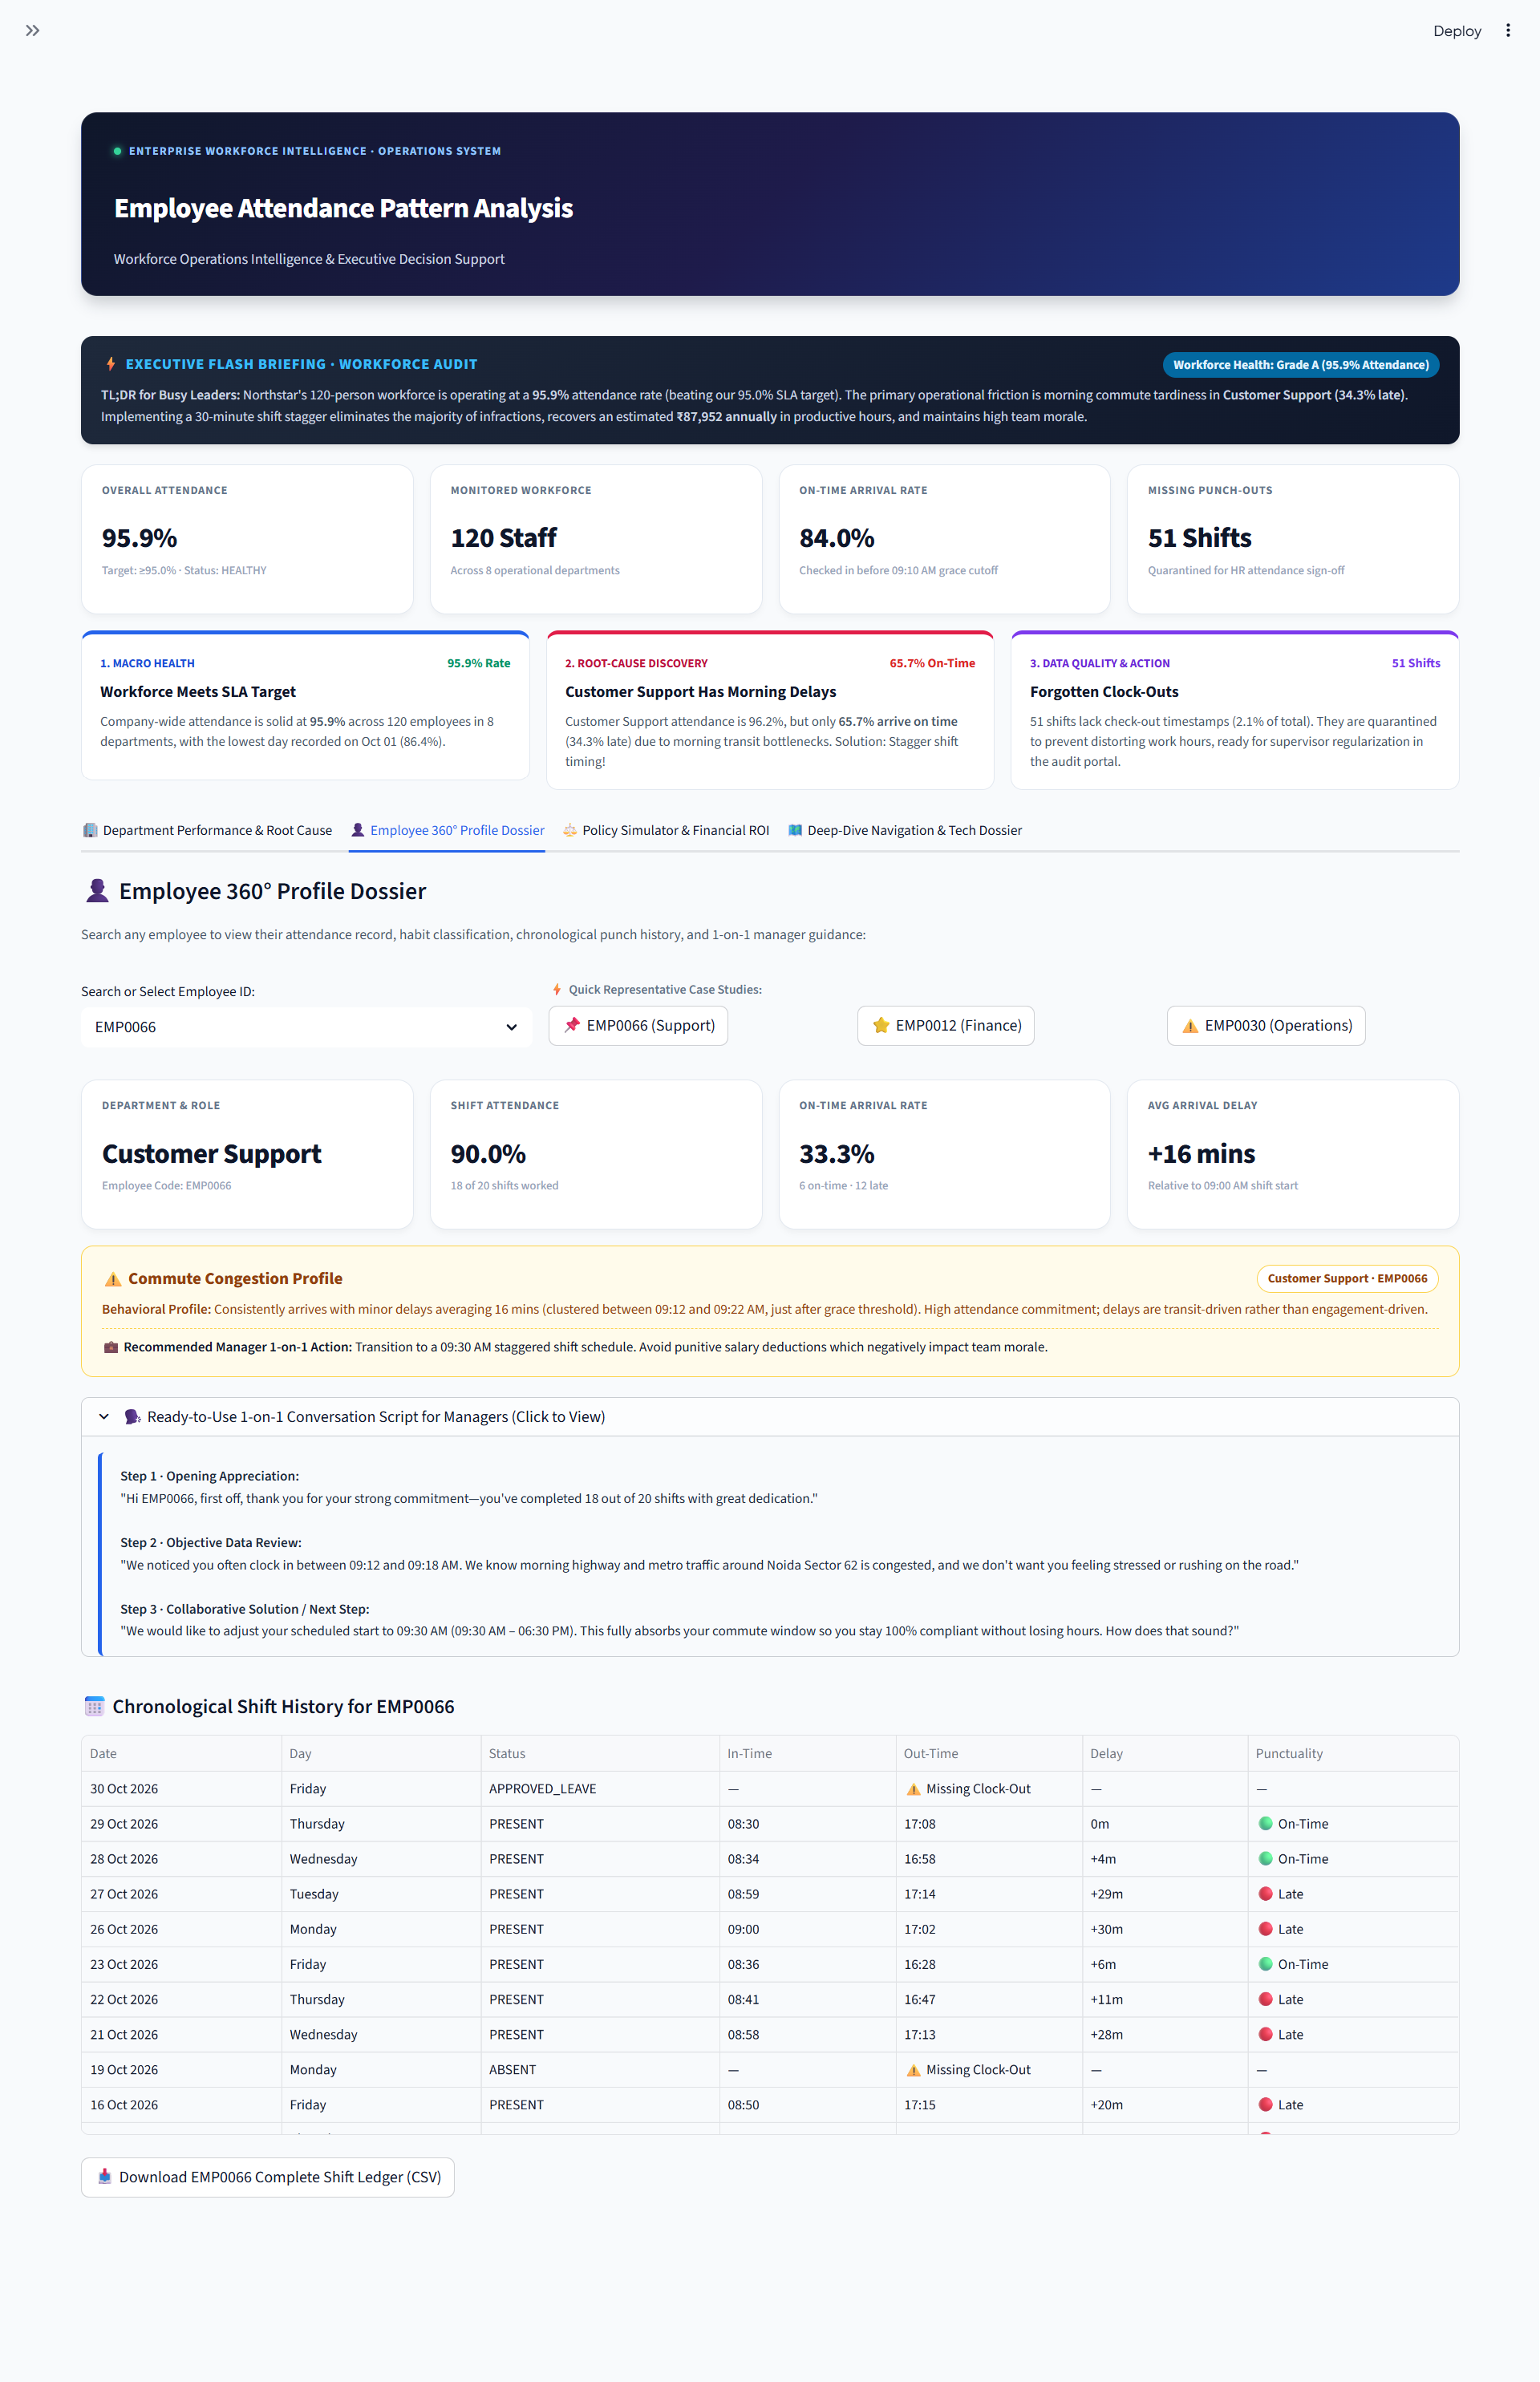 Deploy
ENTERPRISE WORKFORCE INTELLIGENCE · OPERATIONS SYSTEM
Employee Attendance Pattern Analysis
Workforce Operations Intelligence & Executive Decision Support
EXECUTIVE FLASH BRIEFING · WORKFORCE AUDIT
Workforce Health: Grade A (95.9% Attendance)
TL;DR for Busy Leaders: Northstar's 120-person workforce is operating at a 95.9% attendance rate (beating our 95.0% SLA target). The primary operational friction is morning commute tardiness in Customer Support (34.3% late).
Implementing a 30-minute shift stagger eliminates the majority of infractions, recovers an estimated ₹87,952 annually in productive hours, and maintains high team morale.
OVERALL ATTENDANCE
95.9%
Target: ≥95.0% · Status: HEALTHY
MONITORED WORKFORCE
120 Staff
Across 8 operational departments
ON-TIME ARRIVAL RATE
84.0%
Checked in before 09:10 AM grace cutoff
MISSING PUNCH-OUTS
51 Shifts
Quarantined for HR attendance sign-off
1. MACRO HEALTH
95.9% Rate
Workforce Meets SLA Target
Company-wide attendance is solid at 95.9% across 120 employees in 8
departments, with the lowest day recorded on Oct 01 (86.4%).
2. ROOT-CAUSE DISCOVERY
65.7% On-Time
Customer Support Has Morning Delays
Customer Support attendance is 96.2%, but only 65.7% arrive on time
(34.3% late) due to morning transit bottlenecks. Solution: Stagger shift
timing!
3. DATA QUALITY & ACTION
51 Shifts
Forgotten Clock-Outs
51 shifts lack check-out timestamps (2.1% of total). They are quarantined
to prevent distorting work hours, ready for supervisor regularization in
the audit portal.
Department Performance & Root Cause
Employee 360° Profile Dossier
Policy Simulator & Financial ROI
Deep-Dive Navigation & Tech Dossier
Employee 360° Profile Dossier
Search any employee to view their attendance record, habit classification, chronological punch history, and 1-on-1 manager guidance:
Search or Select Employee ID:
EMP0066
Quick Representative Case Studies:
EMP0066 (Support)
EMP0012 (Finance)
EMP0030 (Operations)
DEPARTMENT & ROLE
Customer Support
Employee Code: EMP0066
SHIFT ATTENDANCE
90.0%
18 of 20 shifts worked
ON-TIME ARRIVAL RATE
33.3%
6 on-time · 12 late
AVG ARRIVAL DELAY
+16 mins
Relative to 09:00 AM shift start
Commute Congestion Profile
Customer Support · EMP0066
Behavioral Profile: Consistently arrives with minor delays averaging 16 mins (clustered between 09:12 and 09:22 AM, just after grace threshold). High attendance commitment; delays are transit-driven rather than engagement-driven.
Recommended Manager 1-on-1 Action: Transition to a 09:30 AM staggered shift schedule. Avoid punitive salary deductions which negatively impact team morale.
Ready-to-Use 1-on-1 Conversation Script for Managers (Click to View)
Step 1 · Opening Appreciation:
"Hi EMP0066, first off, thank you for your strong commitment—you've completed 18 out of 20 shifts with great dedication."
Step 2 · Objective Data Review:
"We noticed you often clock in between 09:12 and 09:18 AM. We know morning highway and metro traffic around Noida Sector 62 is congested, and we don't want you feeling stressed or rushing on the road."
Step 3 · Collaborative Solution / Next Step:
"We would like to adjust your scheduled start to 09:30 AM (09:30 AM – 06:30 PM). This fully absorbs your commute window so you stay 100% compliant without losing hours. How does that sound?"
Chronological Shift History for EMP0066
Date Day Status In-Time Out-Time Delay Punctuality
30 Oct 2026 Friday APPROVED_LEAVE — Missing Clock-Out — —
29 Oct 2026 Thursday PRESENT 08:30 17:08 0m On-Time
28 Oct 2026 Wednesday PRESENT 08:34 16:58 +4m On-Time
27 Oct 2026 Tuesday PRESENT 08:59 17:14 +29m Late
26 Oct 2026 Monday PRESENT 09:00 17:02 +30m Late
23 Oct 2026 Friday PRESENT 08:36 16:28 +6m On-Time
22 Oct 2026 Thursday PRESENT 08:41 16:47 +11m Late
21 Oct 2026 Wednesday PRESENT 08:58 17:13 +28m Late
19 Oct 2026 Monday ABSENT — Missing Clock-Out — —
16 Oct 2026 Friday PRESENT 08:50 17:15 +20m Late
Download EMP0066 Complete Shift Ledger (CSV)